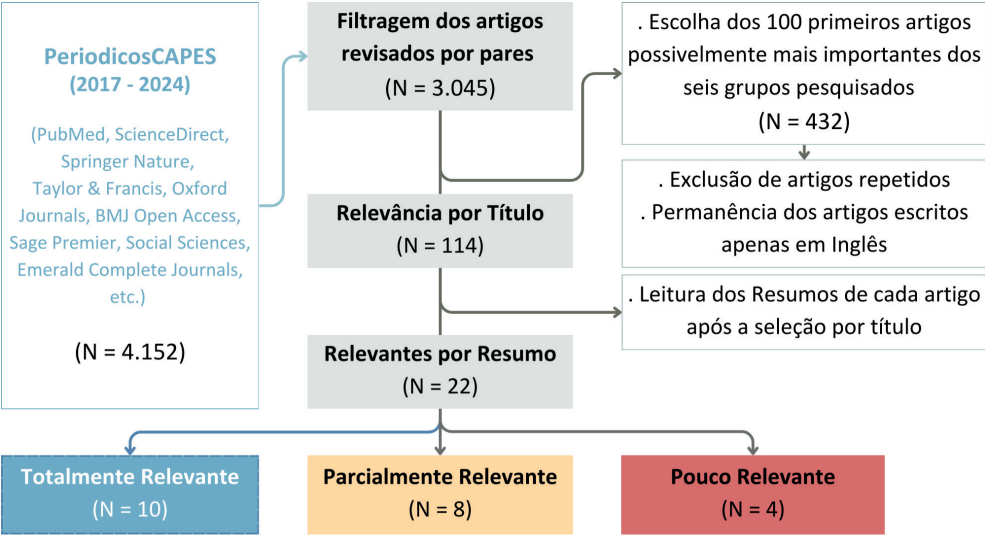 PeriodicosCAPES
(2017 - 2024)
(PubMed, ScienceDirect,
Springer Nature,
Taylor & Francis, Oxford
Journals, BMJ Open Access,
Sage Premier, Social Sciences,
Emerald Complete Journals,
etc.)
(N = 4.152)
Filtragem dos artigos
revisados por pares
(N = 3.045)
. Escolha dos 100 primeiros artigos
possivelmente mais importantes dos
seis grupos pesquisados
(N = 432)
. Exclusão de artigos repetidos
. Permanência dos artigos escritos
apenas em Inglês
Relevância por Título
(N = 114)
. Leitura dos Resumos de cada artigo
após a seleção por título
Relevantes por Resumo
(N = 22)
Totalmente Relevante
(N = 10)
Parcialmente Relevante
(N = 8)
Pouco Relevante
(N = 4)